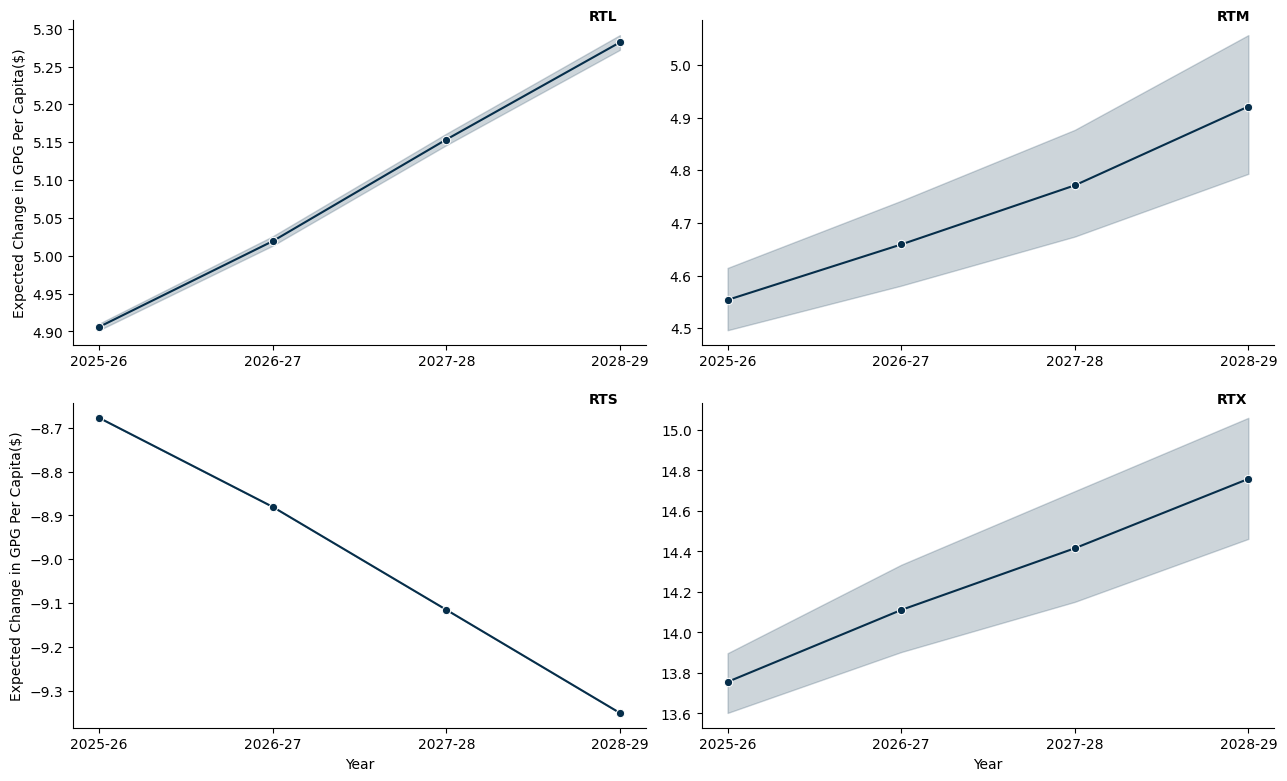 RTL
Expected Change in GPG Per Capita($)
5.30
5.25
5.20
5.15
5.10
5.05
5.00
4.95
4.90
2025-26 2026-27 2027-28 2028-29
RTM
5.0
4.9
4.8
4.7
4.6
4.5
2025-26 2026-27 2027-28 2028-29
RTS
Expected Change in GPG Per Capita($)
−8.7
−8.8
−8.9
−9.0
−9.1
−9.2
−9.3
2025-26 2026-27 2027-28 2028-29
Year
RTX
15.0
14.8
14.6
14.4
14.2
14.0
13.8
13.6
2025-26 2026-27 2027-28 2028-29
Year